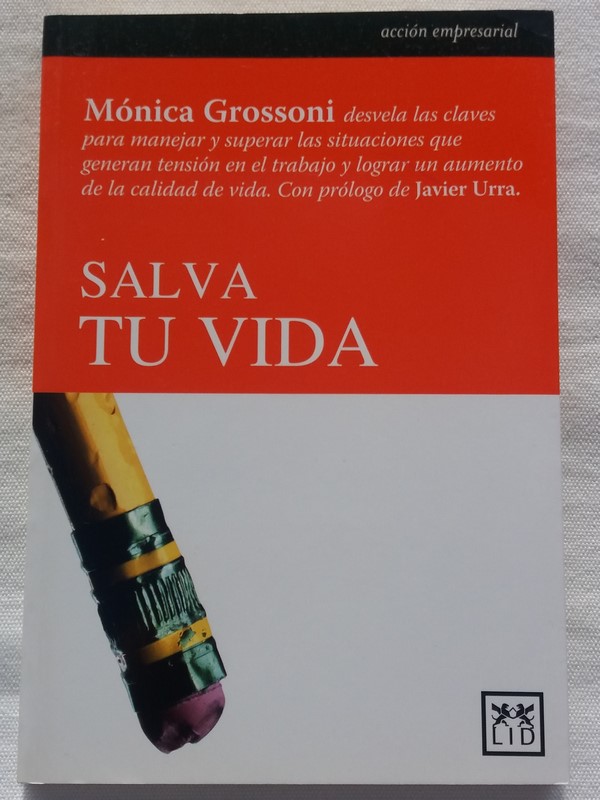 acción empresarial
Mónica Grossoni desvela las claves
para manejar y superar las situaciones que
generan tensión en el trabajo y lograr un aumento
de la calidad de vida. Con prólogo de Javier Urra.
SALVA
TU VIDA
LID